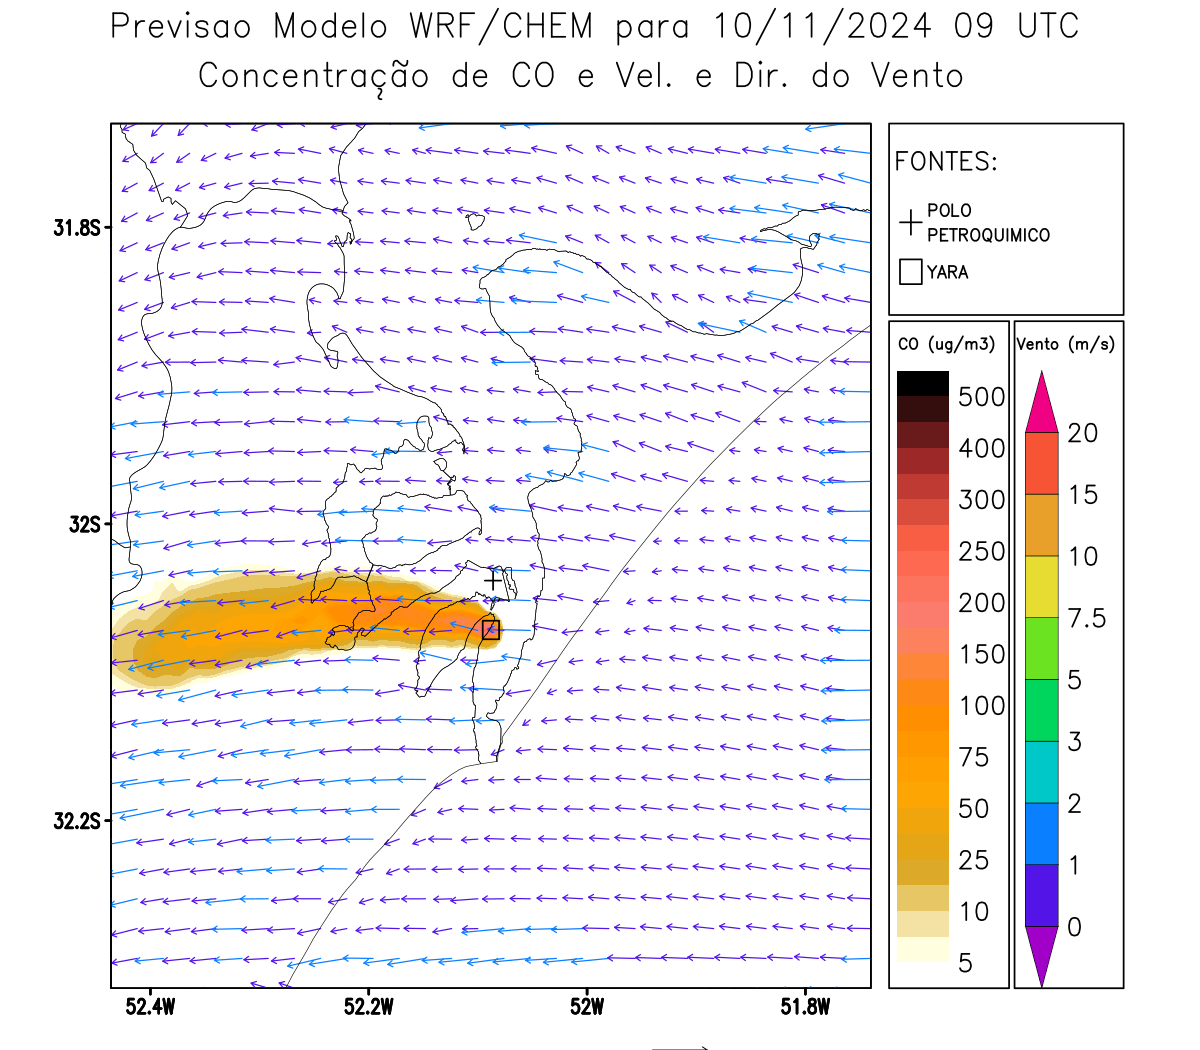 Previsao Modelo WRF/CHEM para 10/11/2024 09 UTC
Concentração de CO e Vel. e Dir. do Vento
FONTES:
POLO
PETROQUIMICO
YARA
CO (ug/m3)
500
400
300
250
200
150
100
75
50
25
10
5
Vento (m/s)
20
15
10
7.5
5
3
2
1
0
31.8S
32S
32.2S
52.4W
52.2W
52W
51.8W